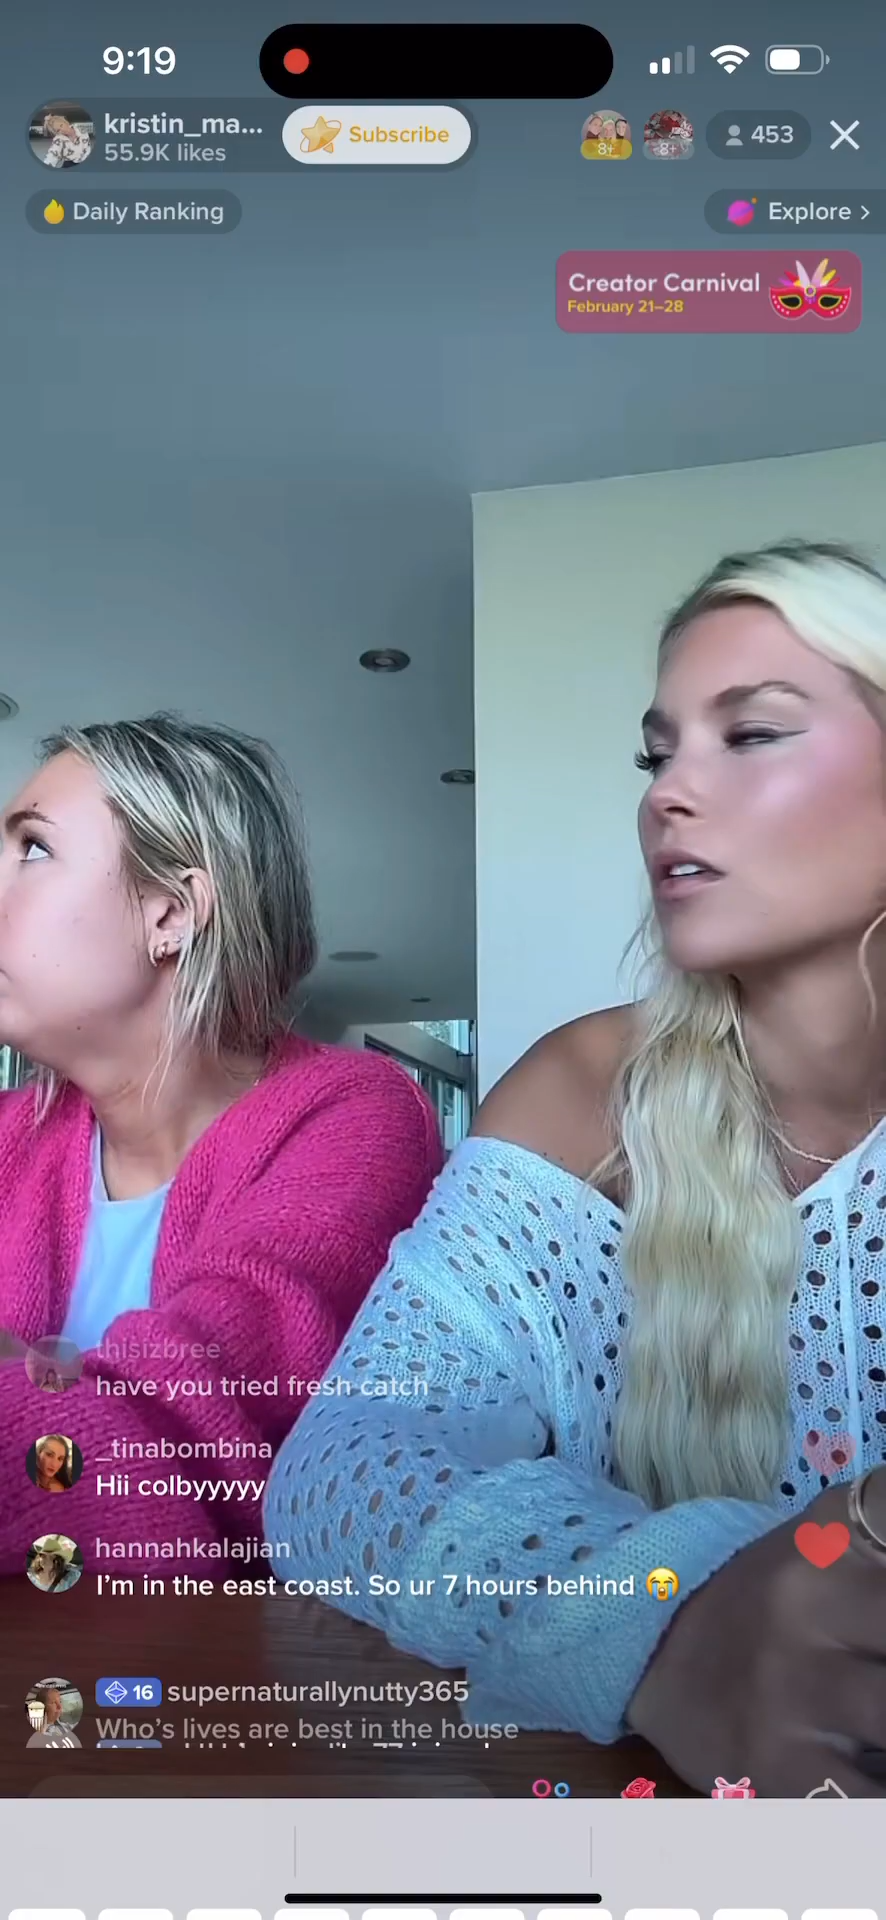 9:19
kristin_ma...
55.9K likes
Subscribe
8+
8+
453
Daily Ranking
Explore >
Creator Carnival
February 21–28
thisizbree
have you tried fresh catch
_tinabombina
Hii colbyyyyy
hannahkalajian
I'm in the east coast. So ur 7 hours behind 😭
16 supernaturallynutty365
Who's lives are best in the house